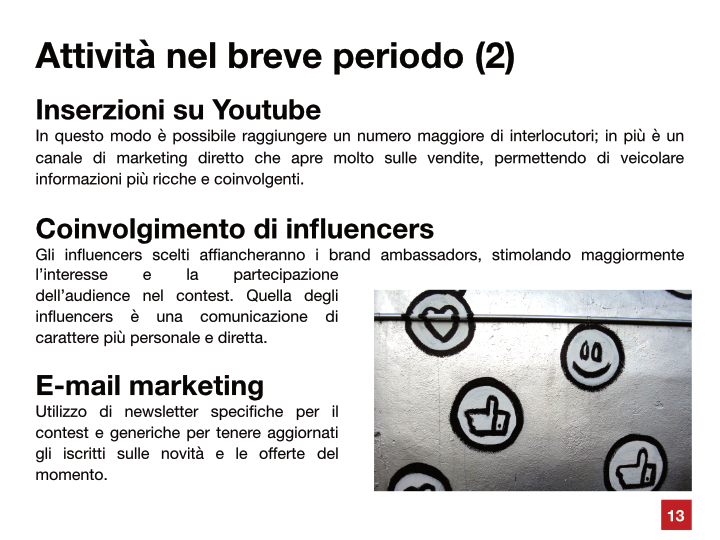 Attività nel breve periodo (2)
Inserzioni su Youtube
In questo modo è possibile raggiungere un numero maggiore di interlocutori; in più è un
canale di marketing diretto che apre molto sulle vendite, permettendo di veicolare
informazioni più ricche e coinvolgenti.
Coinvolgimento di influencers
Gli influencers scelti affiancheranno i brand ambassadors, stimolando maggiormente
l’interesse e la partecipazione
dell’audience nel contest. Quella degli
influencers è una comunicazione di
carattere più personale e diretta.
E-mail marketing
Utilizzo di newsletter specifiche per il
contest e generiche per tenere aggiornati
gli iscritti sulle novità e le offerte del
momento.
13